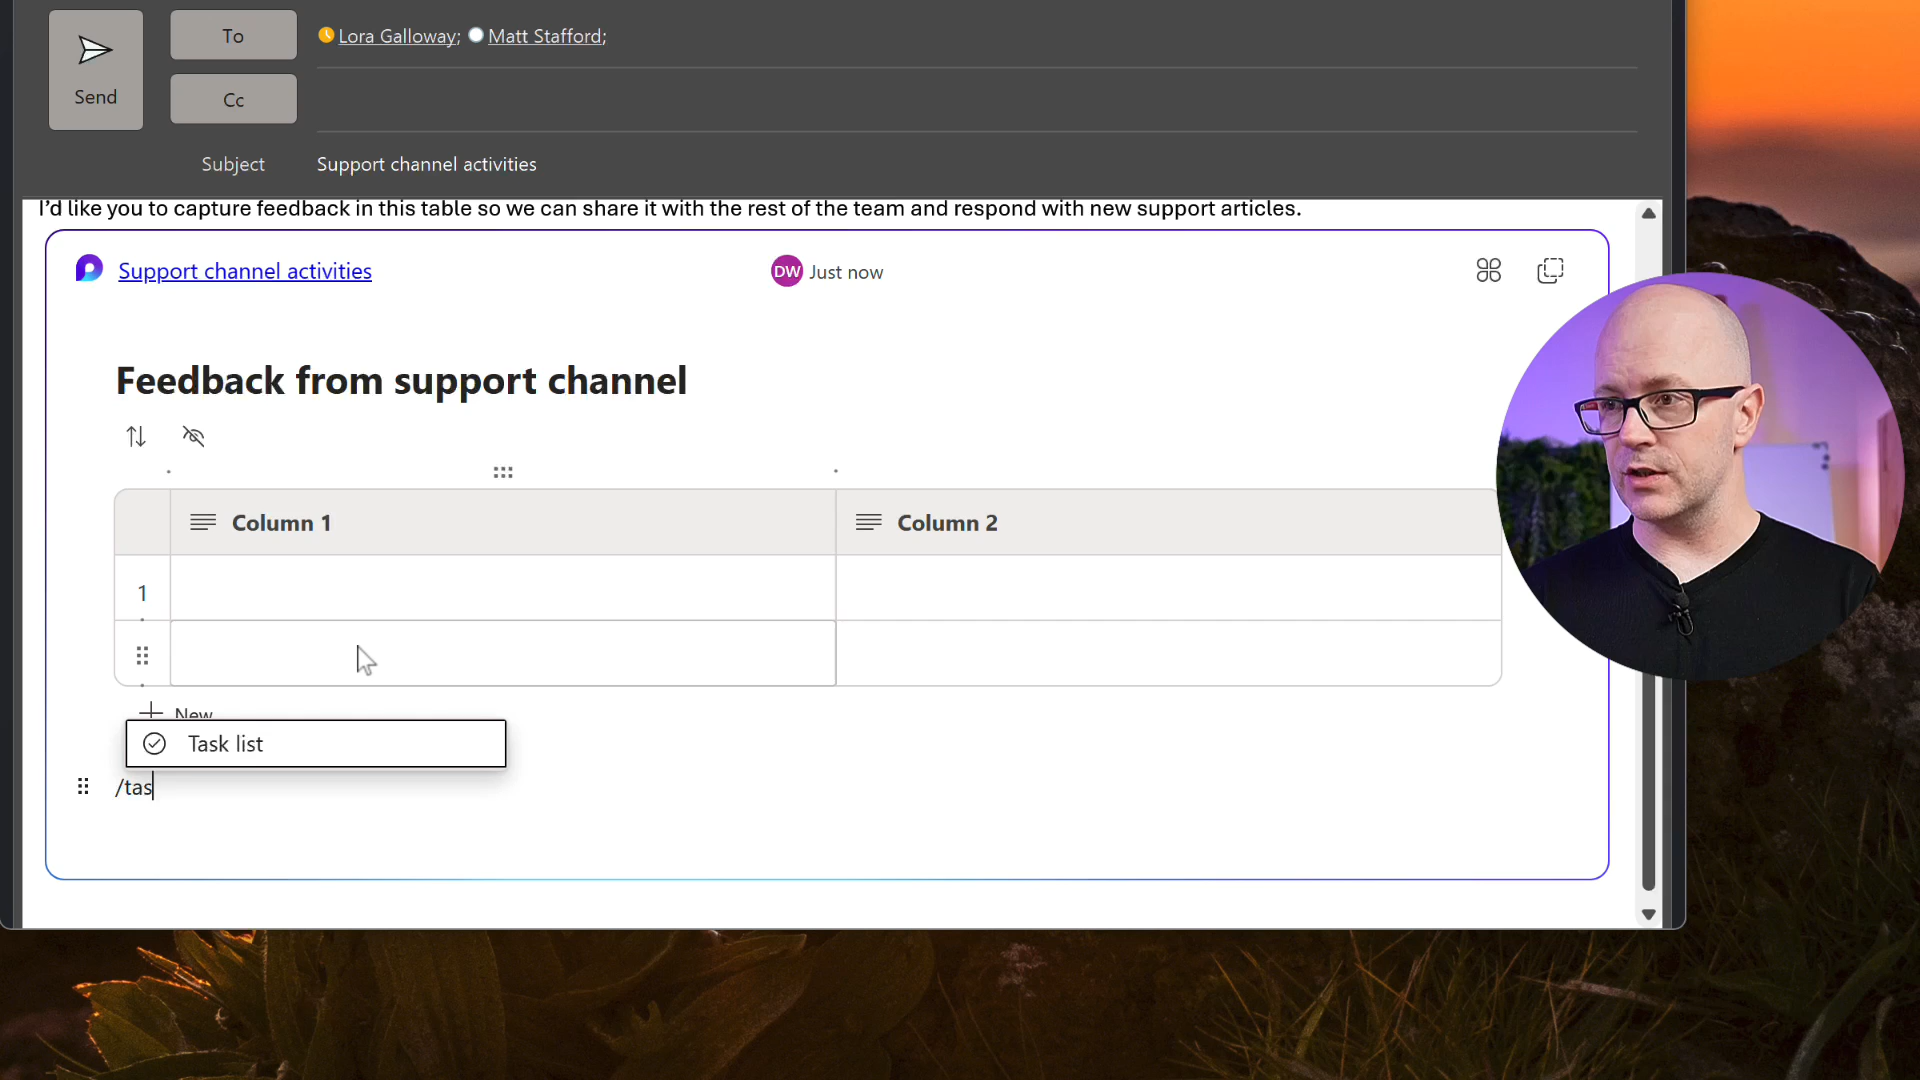 To
Lora Galloway; Matt Stafford;
Send
Cc
Subject
Support channel activities
I'd like you to capture feedback in this table so we can share it with the rest of the team and respond with new support articles.
Support channel activities
DW
Just now
Feedback from support channel
Column 1
Column 2
1
New
Task list
/tas